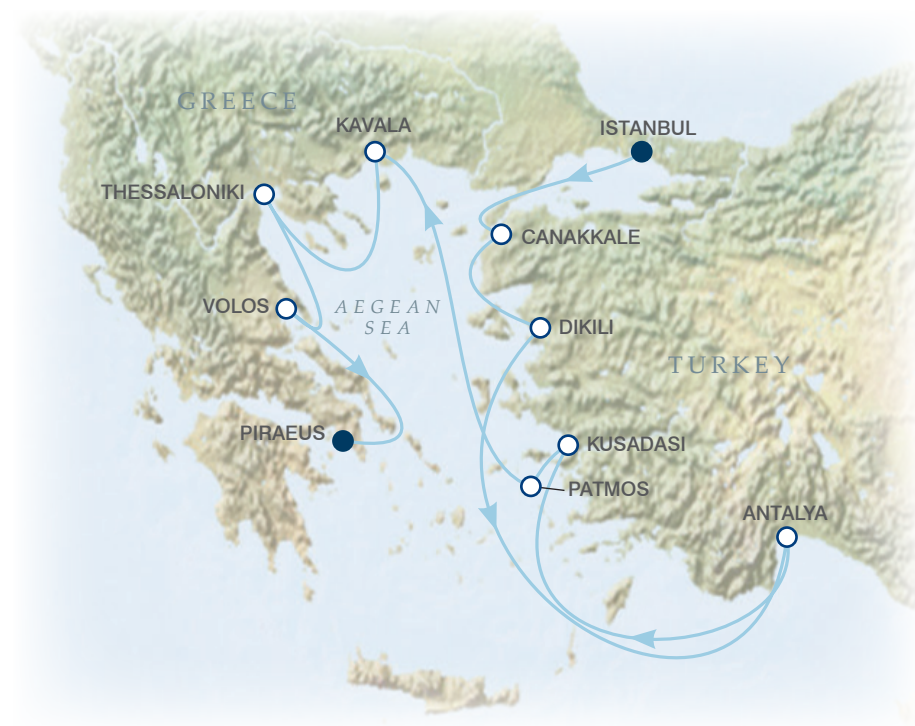 GREECE
KAVALA
ISTANBUL
THESSALONIKI
CANAKKALE
VOLOS
AEGEAN
SEA
DIKILI
TURKEY
PIRAEUS
KUSADASI
PATMOS
ANTALYA